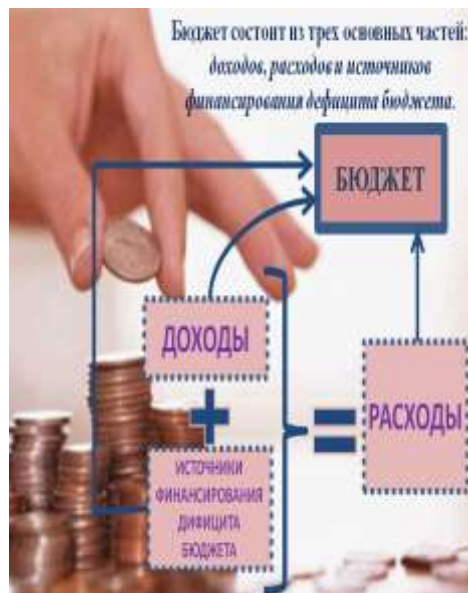 Бюджет состоит из трех основных частей:
доходов, расходов и источников
финансирования дефицита бюджета.
БЮДЖЕТ
ДОХОДЫ
+
=
РАСХОДЫ
ИСТОЧНИКИ
ФИНАНСИРОВАНИЯ
ДИФИЦИТА
БЮДЖЕТА